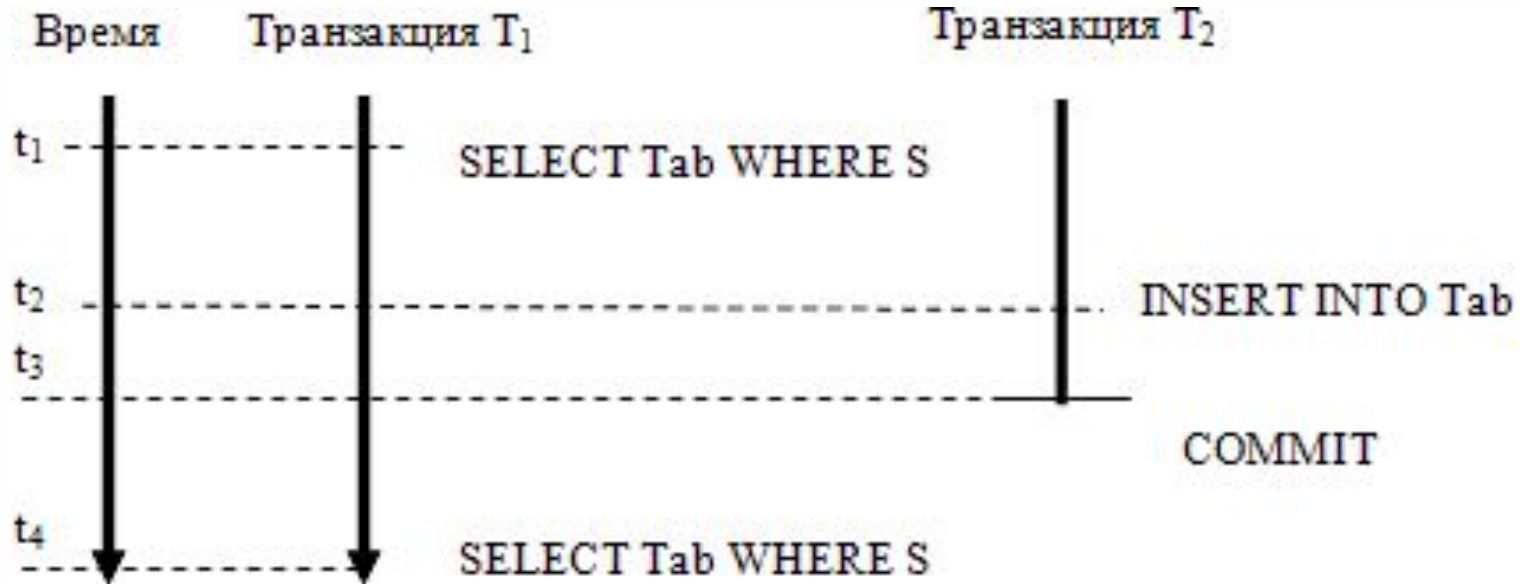 Время Транзакция T₁ Транзакция T₂
t₁
SELECT Tab WHERE S
t₂
INSERT INTO Tab
t₃
COMMIT
t₄
SELECT Tab WHERE S